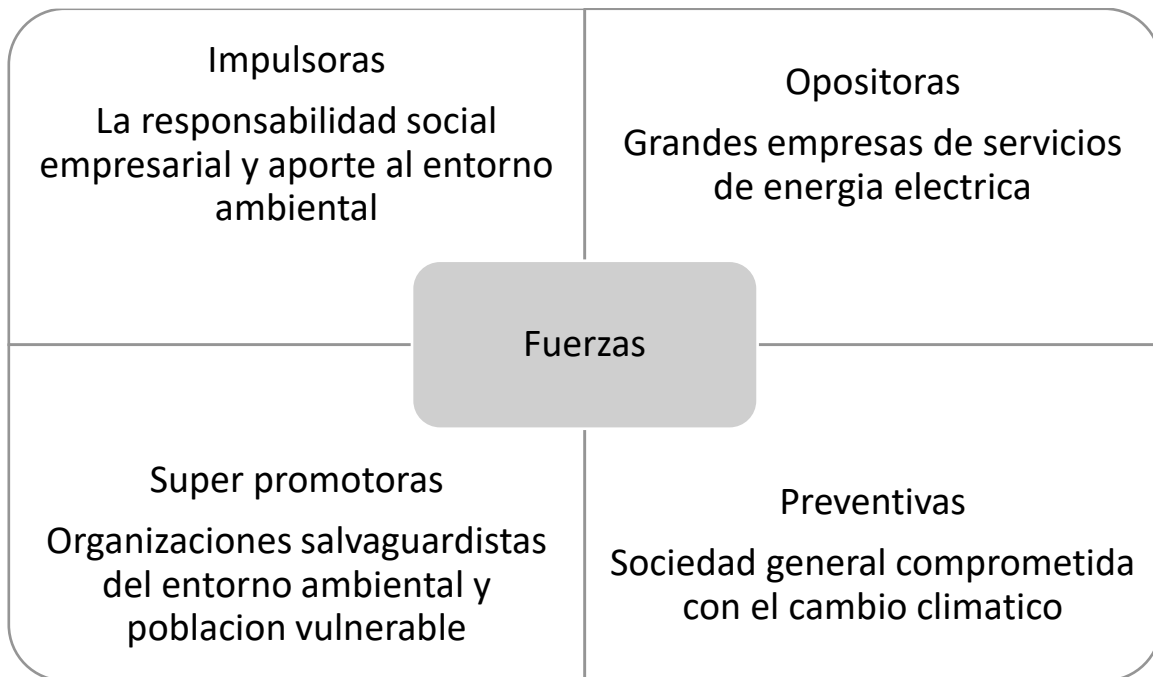 Impulsoras
La responsabilidad social
empresarial y aporte al entorno
ambiental
Opositoras
Grandes empresas de servicios
de energia electrica
Fuerzas
Super promotoras
Organizaciones salvaguardistas
del entorno ambiental y
poblacion vulnerable
Preventivas
Sociedad general comprometida
con el cambio climatico